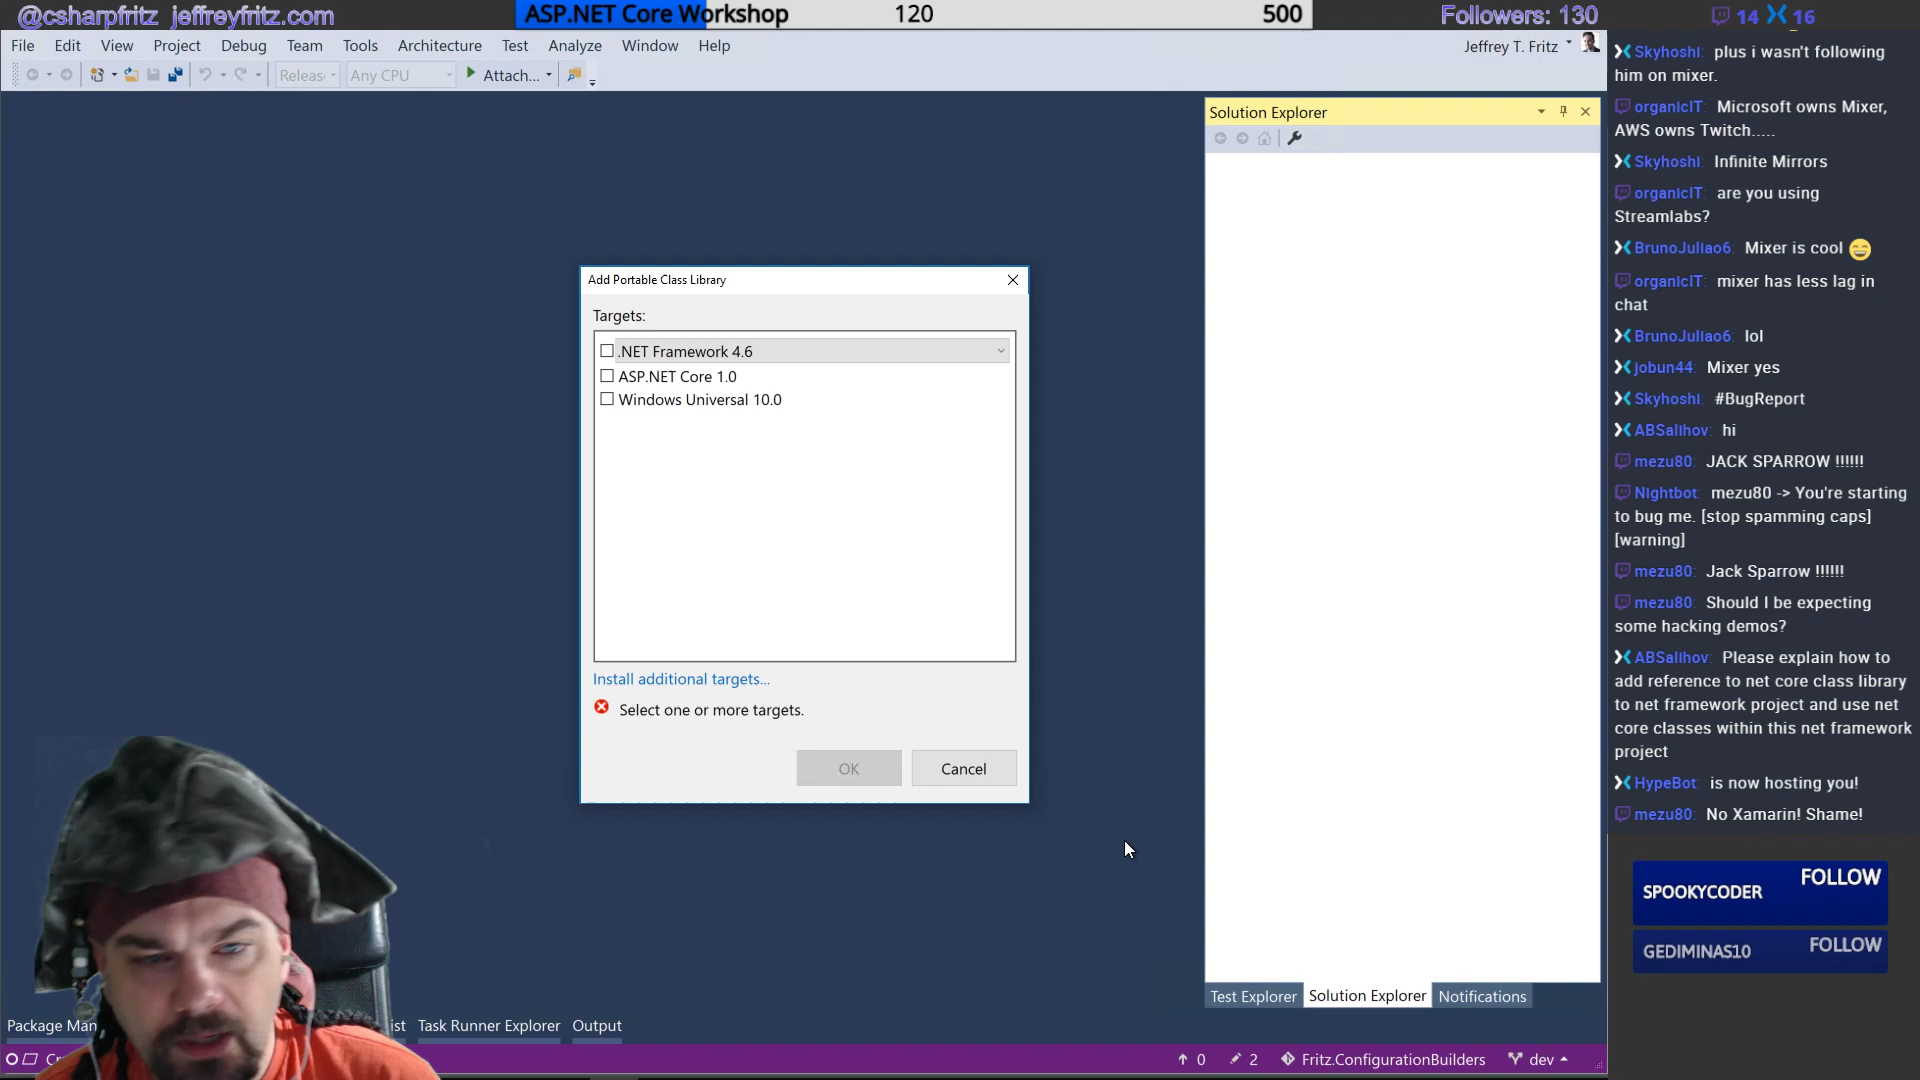 @csharpfritz jeffreyfritz.com
ASP.NET Core Workshop 120 500
Followers: 130
14 16
File Edit View Project Debug Team Tools Test Architecture Analyze Window Help
Jeffrey T. Fritz
Releas Any CPU Attach...
Solution Explorer
Add Portable Class Library
Targets:
.NET Framework 4.6
ASP.NET Core 1.0
Windows Universal 10.0
Install additional targets...
Select one or more targets.
OK Cancel
Test Explorer Solution Explorer Notifications
Package Man ist Task Runner Explorer Output
Cr 0 2 Fritz.ConfigurationBuilders dev
Skyhoshi: plus i wasn't following
him on mixer.
organicIT: Microsoft owns Mixer,
AWS owns Twitch.....
Skyhoshi: Infinite Mirrors
organicIT: are you using
Streamlabs?
BrunoJuliao6: Mixer is cool 😄
organicIT: mixer has less lag in
chat
BrunoJuliao6: lol
jobun44: Mixer yes
Skyhoshi: #BugReport
ABSalihov: hi
mezu80: JACK SPARROW !!!!!!
Nightbot: mezu80 -> You're starting
to bug me. [stop spamming caps]
[warning]
mezu80: Jack Sparrow !!!!!!
mezu80: Should I be expecting
some hacking demos?
ABSalihov: Please explain how to
add reference to net core class library
to net framework project and use net
core classes within this net framework
project
HypeBot: is now hosting you!
mezu80: No Xamarin! Shame!
SPOOKYCODER FOLLOW
GEDIMINAS10 FOLLOW